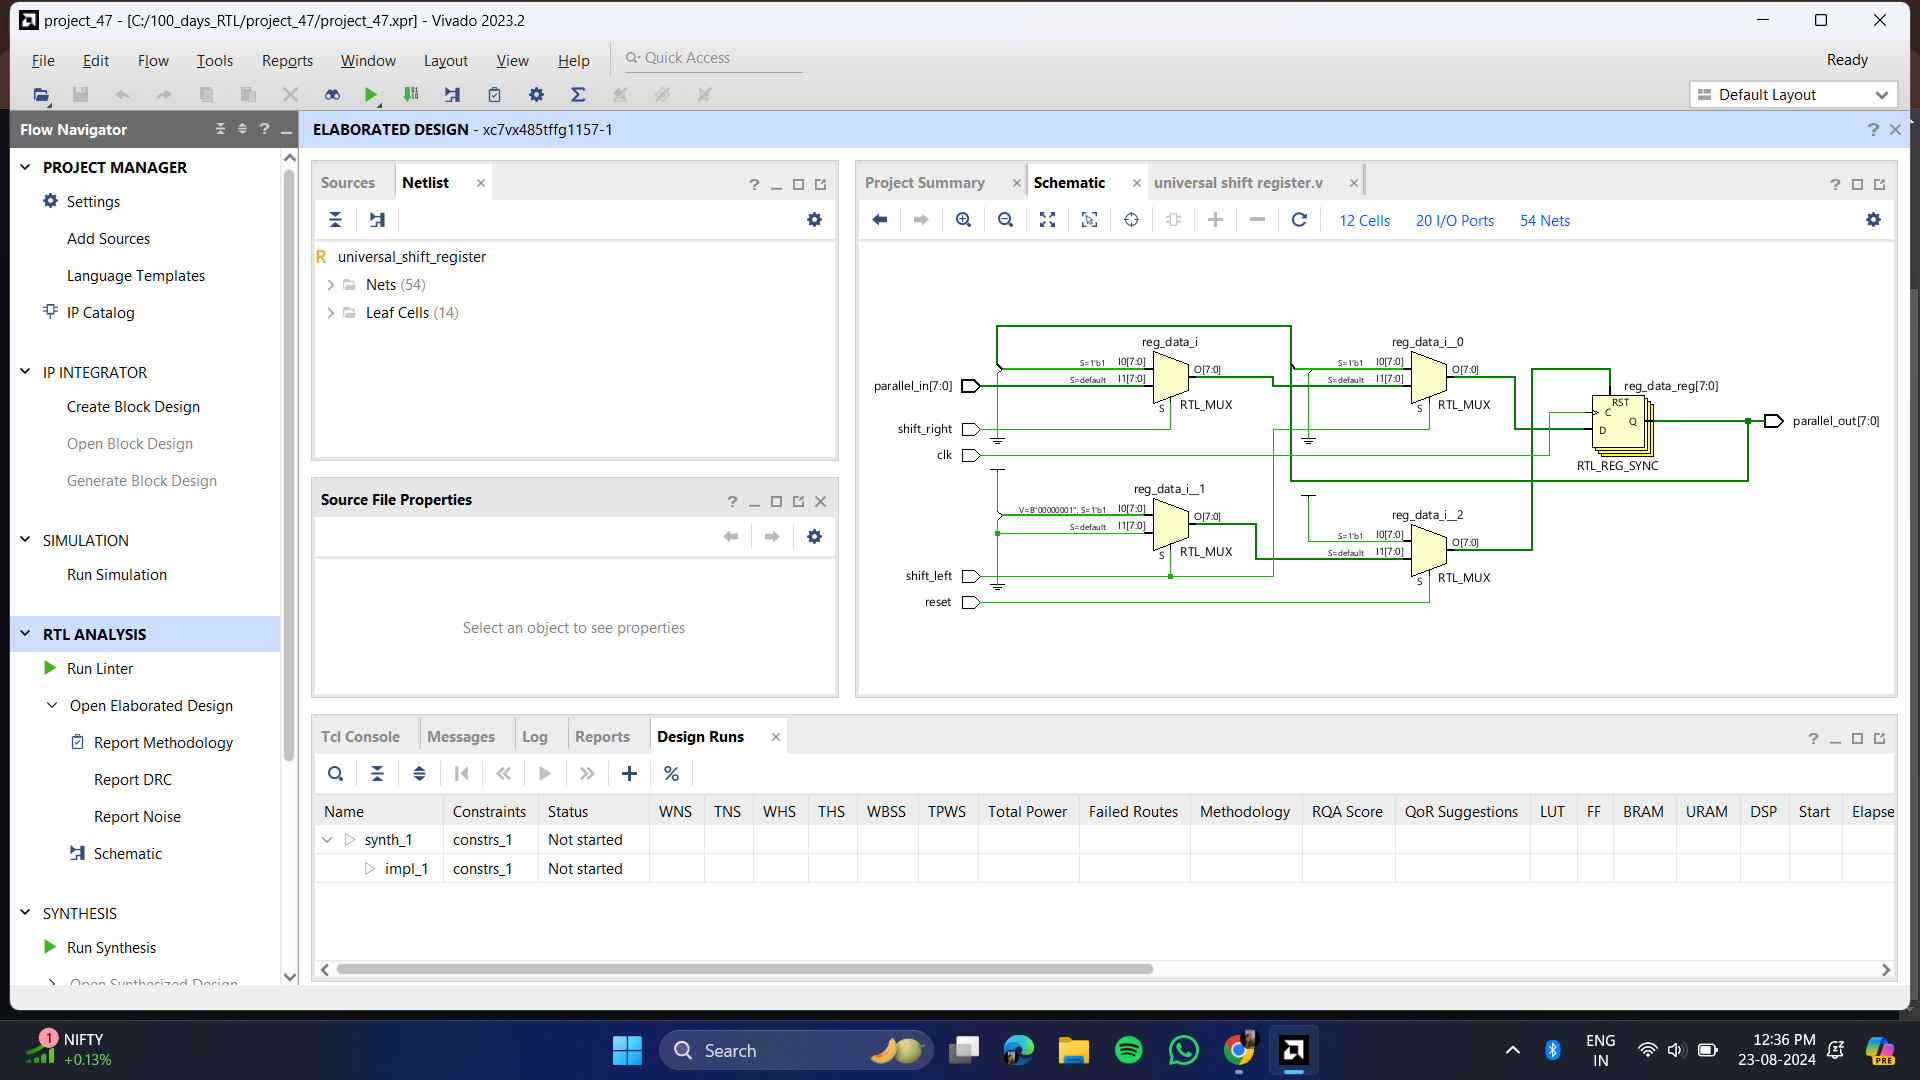 project_47 - [C:/100_days_RTL/project_47/project_47.xpr] - Vivado 2023.2
File Edit Flow Tools Reports Window Layout View Help Quick Access Ready
Default Layout
Flow Navigator
PROJECT MANAGER
Settings
Add Sources
Language Templates
IP Catalog
IP INTEGRATOR
Create Block Design
Open Block Design
Generate Block Design
SIMULATION
Run Simulation
RTL ANALYSIS
Run Linter
Open Elaborated Design
Report Methodology
Report DRC
Report Noise
Schematic
SYNTHESIS
Run Synthesis
Open Synthesized Design
ELABORATED DESIGN - xc7vx485tffg1157-1
Sources Netlist
R universal_shift_register
Nets (54)
Leaf Cells (14)
Source File Properties
Select an object to see properties
Project Summary Schematic universal shift register.v
12 Cells 20 I/O Ports 54 Nets
reg_data_i
S=1'b1 I0[7:0]
S=default I1[7:0]
O[7:0]
S
RTL_MUX
reg_data_i__0
S=1'b1 I0[7:0]
S=default I1[7:0]
O[7:0]
S
RTL_MUX
reg_data_reg[7:0]
RST
C
D
Q
RTL_REG_SYNC
parallel_out[7:0]
parallel_in[7:0]
shift_right
clk
reg_data_i__1
V=B"00000001", S=1'b1 I0[7:0]
S=default I1[7:0]
O[7:0]
S
RTL_MUX
reg_data_i__2
S=1'b1 I0[7:0]
S=default I1[7:0]
O[7:0]
S
RTL_MUX
shift_left
reset
Tcl Console Messages Log Reports Design Runs
Name Constraints Status WNS TNS WHS THS WBSS TPWS Total Power Failed Routes Methodology RQA Score QoR Suggestions LUT FF BRAM URAM DSP Start Elapse
synth_1 constrs_1 Not started
impl_1 constrs_1 Not started
1
NIFTY
+0.13%
Search
ENG
IN
12:36 PM
23-08-2024
PRE